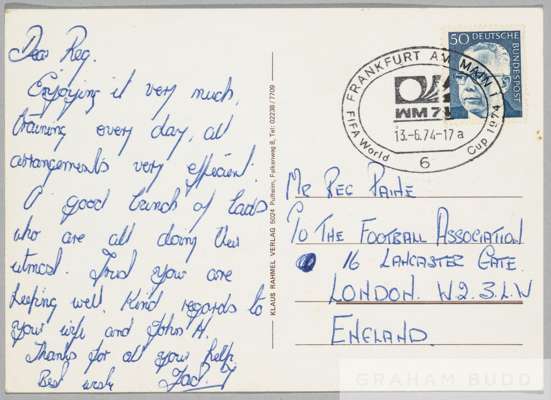 Dear Reg.
Enjoying it very much,
training every day, all
arrangements very efficient.
A good bunch of lads
who are all doing their
utmost. Trust you are
keeping well. Kind regards to
your wife and John H.
Thanks for all your help.
Best wishes
KLAUS RAHMEL VERLAG 5024 Pulheim, Falkenweg 8, Tel: 02238/7709
50 DEUTSCHE
BUNDESPOST
FRANKFURT AM MAIN 1
WM 74
13.-6.74-17a
FIFA World Cup 1974
6
Mr Reg Paine
℅ The Football Association
16 Lancaster Gate.
London. W2.3.L.W
England.
GRAHAM BUDD